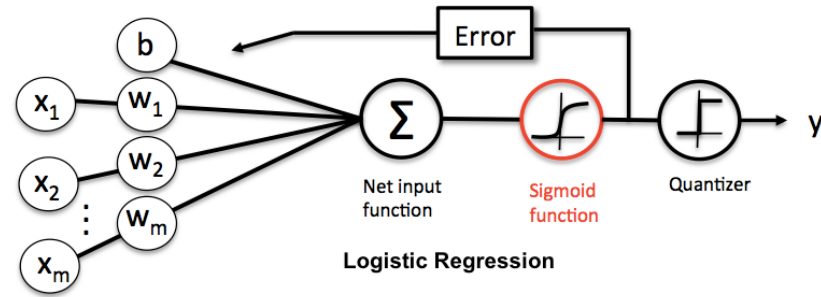 b
Error
x1
w1
Σ
y
x2
w2
⋮
wm
xm
Net input
function
Sigmoid
function
Quantizer
Logistic Regression